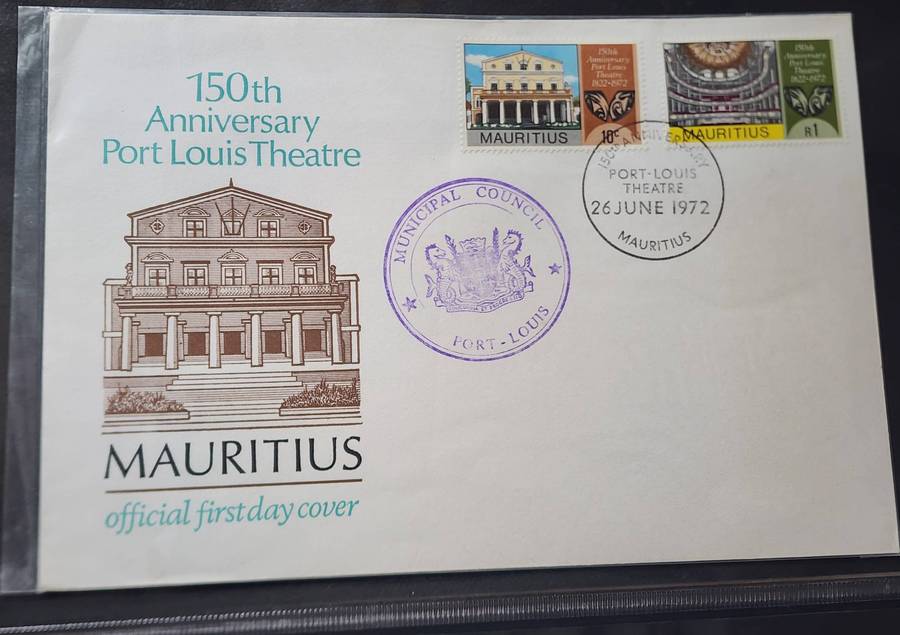 150th
Anniversary
Port Louis Theatre
MAURITIUS
official first day cover
MUNICIPAL COUNCIL
PORT - LOUIS
150th
Anniversary
Port Louis
Theatre
1822-1972
MAURITIUS
10c
150th
Anniversary
Port Louis
Theatre
1822-1972
MAURITIUS
R1
150th ANNIVERSARY
PORT-LOUIS
THEATRE
26 JUNE 1972
MAURITIUS